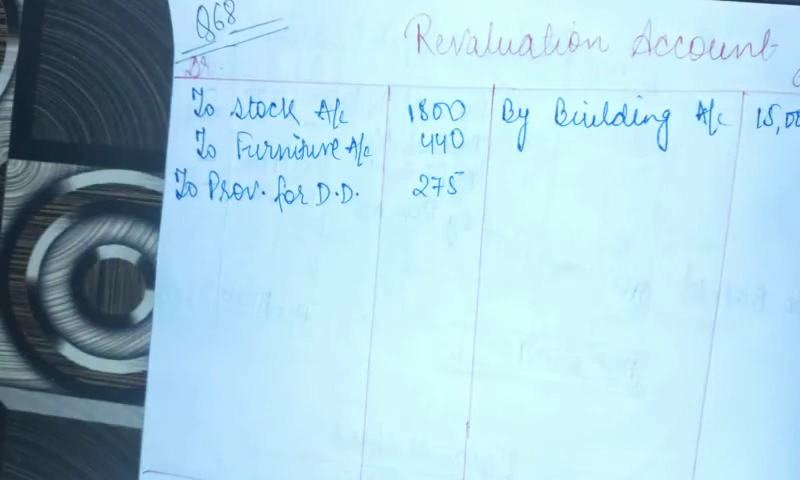 Q68
Revaluation Account
Dr.
To Stock A/c 1800 By Building A/c 15,00
To Furniture A/c 440
To Prov. for D.D. 275